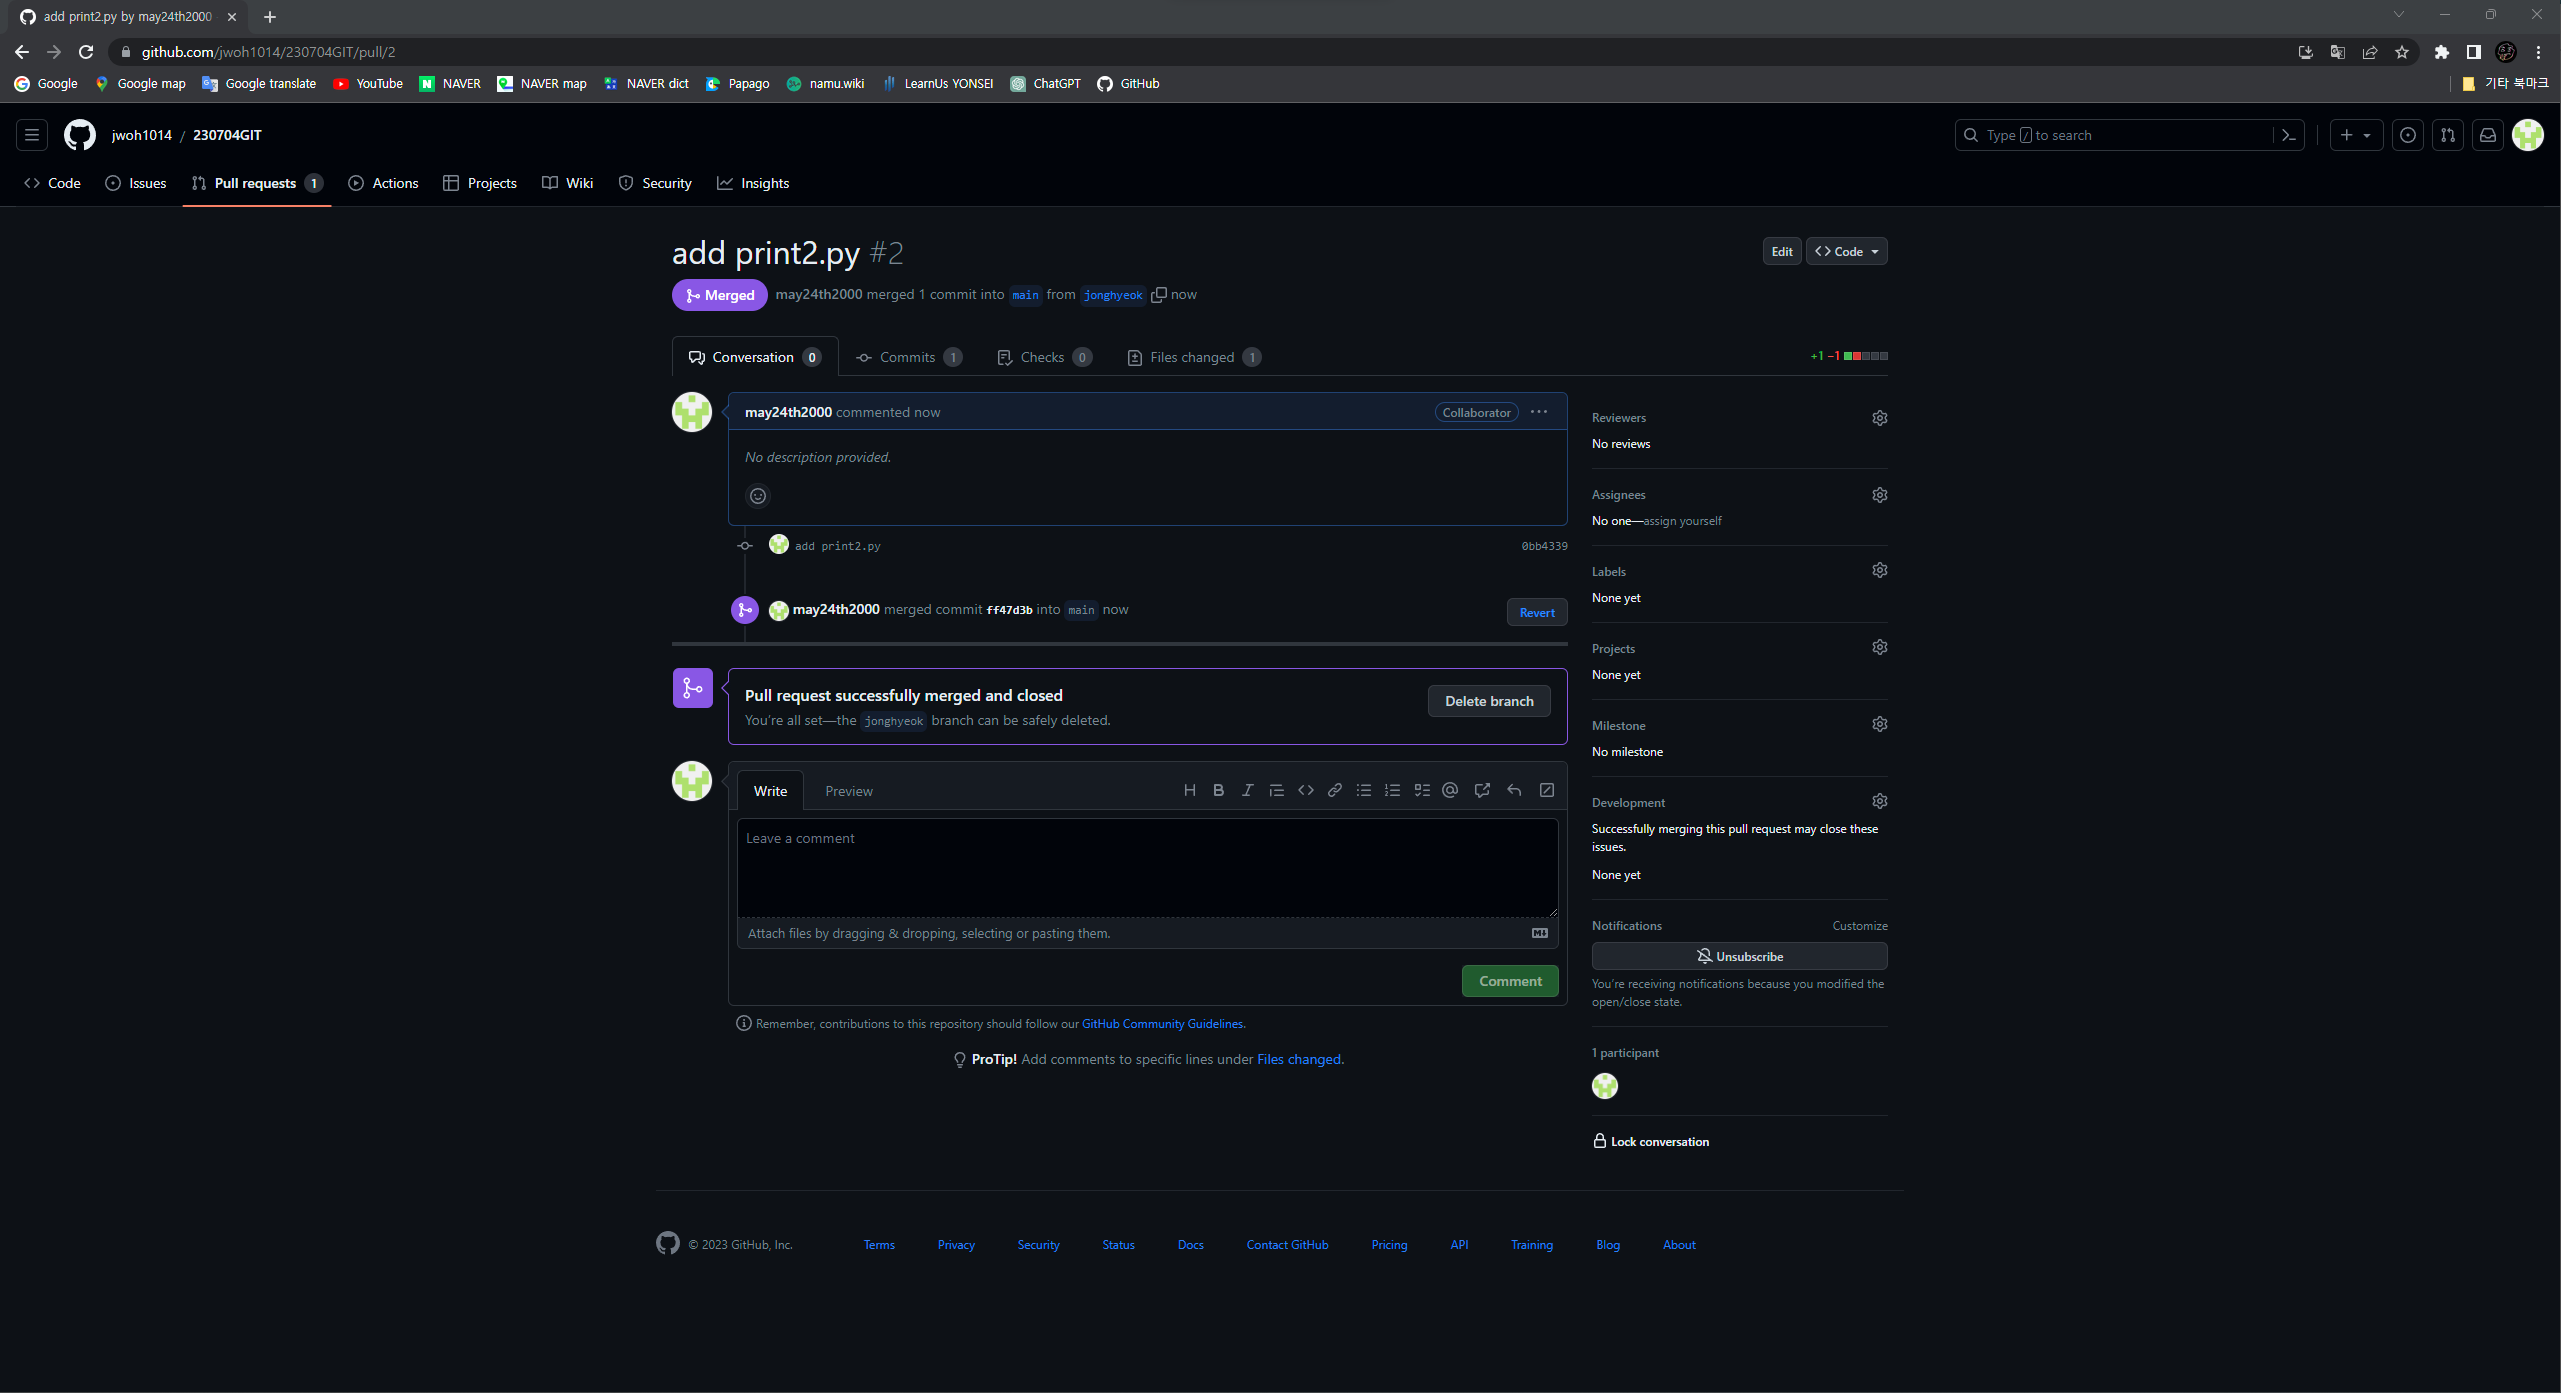 add print2.py by may24th2000
github.com/jwoh1014/230704GIT/pull/2
Google Google map Google translate YouTube NAVER NAVER map NAVER dict Papago namu.wiki LearnUs YONSEI ChatGPT GitHub 기타 북마크
jwoh1014 / 230704GIT
Type / to search
Code Issues Pull requests 1 Actions Projects Wiki Security Insights
add print2.py #2
Edit Code
Merged may24th2000 merged 1 commit into main from jonghyeok now
Conversation 0 Commits 1 Checks 0 Files changed 1
+1 −1
may24th2000 commented now
Collaborator
No description provided.
add print2.py
0bb4339
may24th2000 merged commit ff47d3b into main now
Revert
Pull request successfully merged and closed
You're all set—the jonghyeok branch can be safely deleted.
Delete branch
Write Preview
Leave a comment
Attach files by dragging & dropping, selecting or pasting them.
Comment
Remember, contributions to this repository should follow our GitHub Community Guidelines.
ProTip! Add comments to specific lines under Files changed.
Reviewers
No reviews
Assignees
No one—assign yourself
Labels
None yet
Projects
None yet
Milestone
No milestone
Development
Successfully merging this pull request may close these
issues.
None yet
Notifications Customize
Unsubscribe
You're receiving notifications because you modified the
open/close state.
1 participant
Lock conversation
© 2023 GitHub, Inc. Terms Privacy Security Status Docs Contact GitHub Pricing API Training Blog About